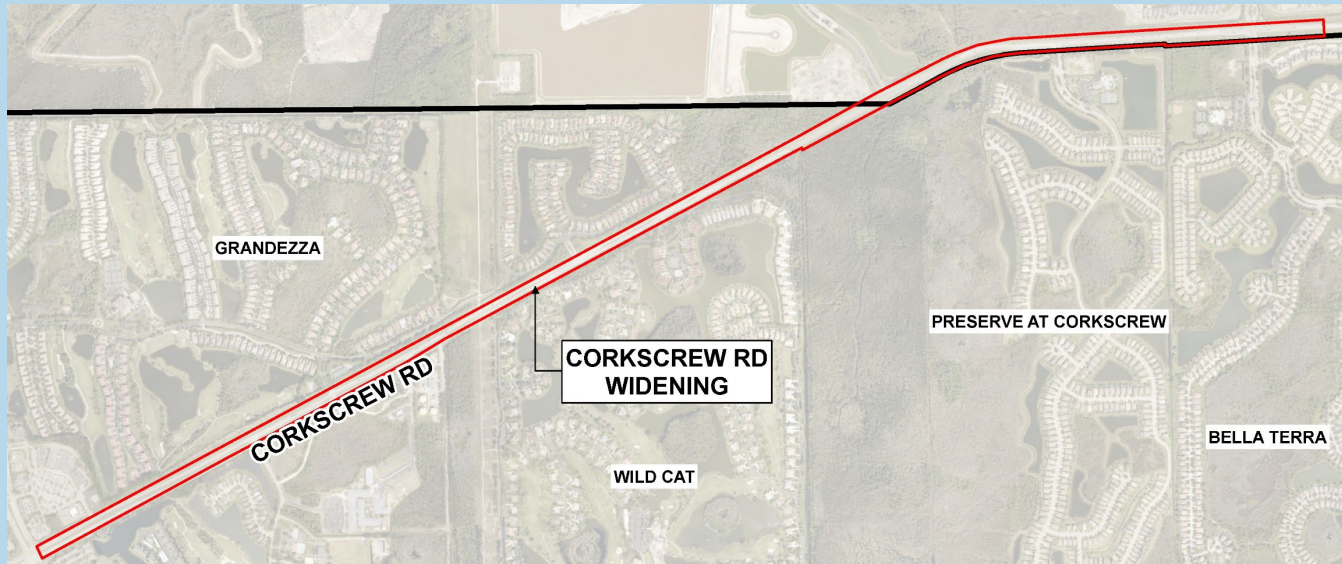 GRANDEZZA
PRESERVE AT CORKSCREW
CORKSCREW RD
WIDENING
CORKSCREW RD
BELLA TERRA
WILD CAT